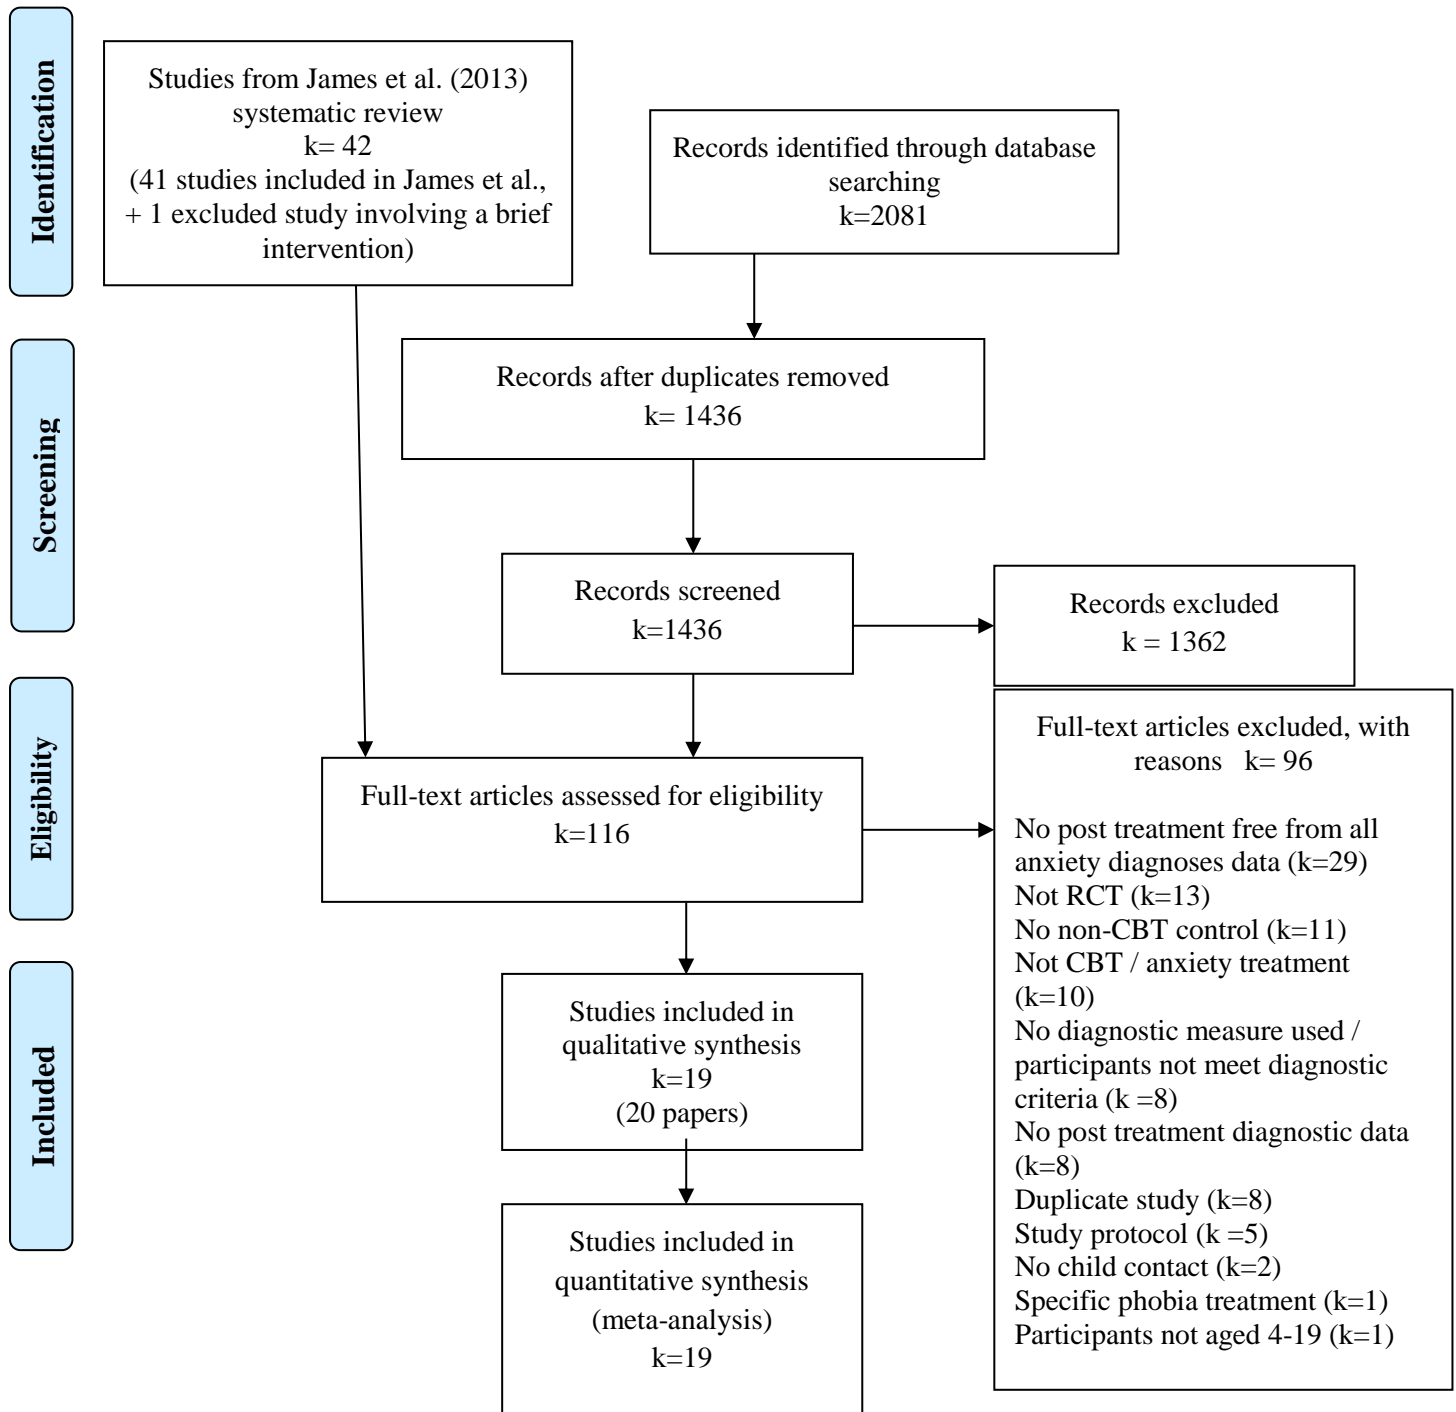 Identification
Studies from James et al. (2013)
systematic review
k= 42
(41 studies included in James et al.,
+ 1 excluded study involving a brief
intervention)
Records identified through database
searching
k=2081
Screening
Records after duplicates removed
k= 1436
Records screened
k=1436
Records excluded
k = 1362
Eligibility
Full-text articles assessed for eligibility
k=116
Full-text articles excluded, with
reasons   k= 96
No post treatment free from all
anxiety diagnoses data (k=29)
Not RCT (k=13)
No non-CBT control (k=11)
Not CBT / anxiety treatment
(k=10)
No diagnostic measure used /
participants not meet diagnostic
criteria (k =8)
No post treatment diagnostic data
(k=8)
Duplicate study (k=8)
Study protocol (k =5)
No child contact (k=2)
Specific phobia treatment (k=1)
Participants not aged 4-19 (k=1)
Included
Studies included in
qualitative synthesis
k=19
(20 papers)
Studies included in
quantitative synthesis
(meta-analysis)
k=19